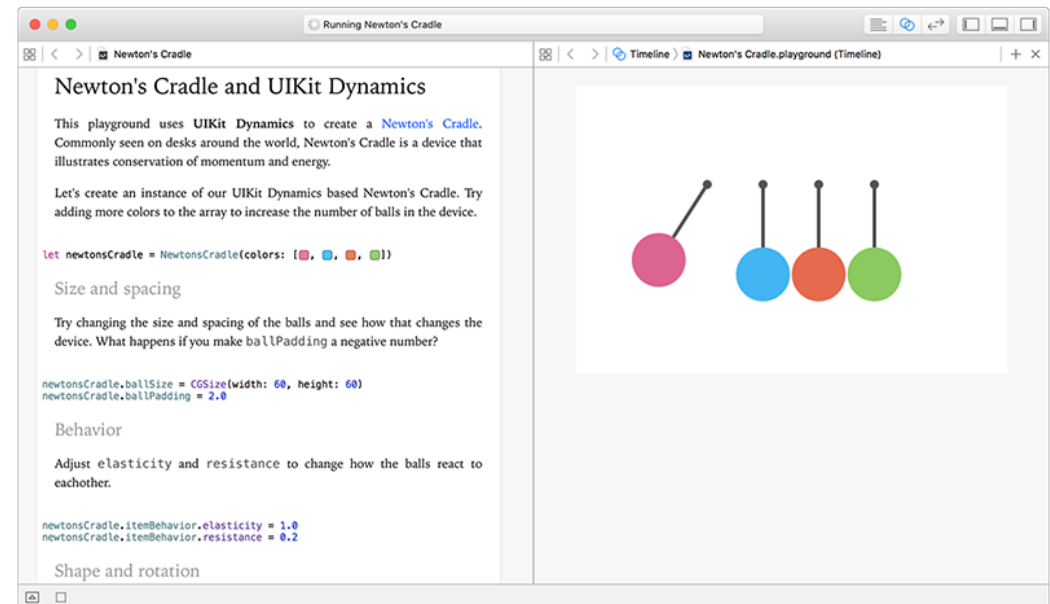 Running Newton's Cradle
Newton's Cradle
Timeline
Newton's Cradle.playground (Timeline)
Newton's Cradle and UIKit Dynamics
This playground uses UIKit Dynamics to create a Newton's Cradle.
Commonly seen on desks around the world, Newton's Cradle is a device that
illustrates conservation of momentum and energy.
Let's create an instance of our UIKit Dynamics based Newton's Cradle. Try
adding more colors to the array to increase the number of balls in the device.
let newtonsCradle = NewtonsCradle(colors: [ , , , ])
Size and spacing
Try changing the size and spacing of the balls and see how that changes the
device. What happens if you make ballPadding a negative number?
newtonsCradle.ballSize = CGSize(width: 60, height: 60)
newtonsCradle.ballPadding = 2.0
Behavior
Adjust elasticity and resistance to change how the balls react to
eachother.
newtonsCradle.itemBehavior.elasticity = 1.0
newtonsCradle.itemBehavior.resistance = 0.2
Shape and rotation